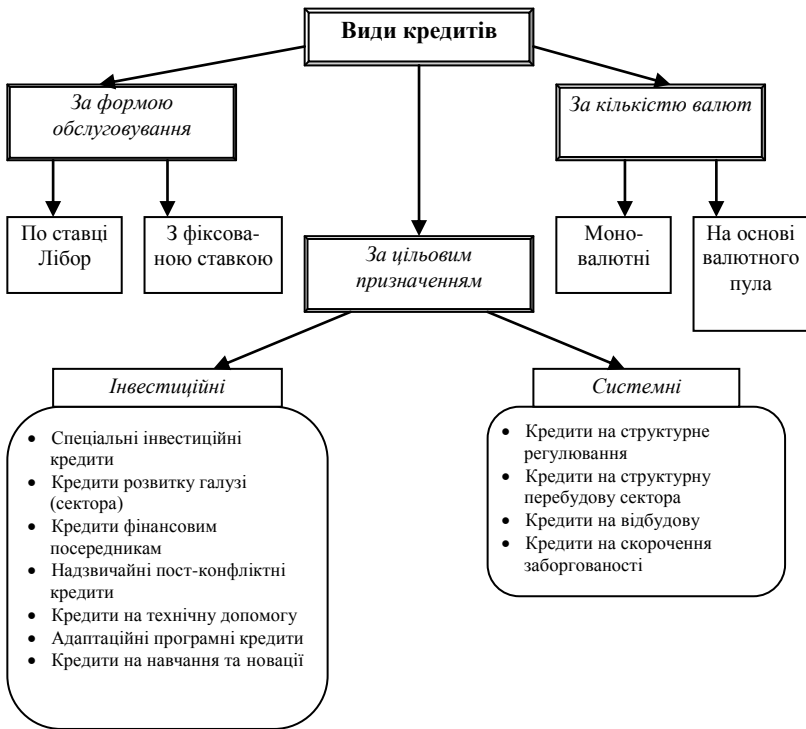 Види кредитів
За формою
обслуговування
За кількістю валют
По ставці
Лібор
З фіксова-
ною ставкою
За цільовим
призначенням
Моно-
валютні
На основі
валютного
пула
Інвестиційні
• Спеціальні інвестиційні
кредити
• Кредити розвитку галузі
(сектора)
• Кредити фінансовим
посередникам
• Надзвичайні пост-конфліктні
кредити
• Кредити на технічну допомогу
• Адаптаційні програмні кредити
• Кредити на навчання та новації
Системні
• Кредити на структурне
регулювання
• Кредити на структурну
перебудову сектора
• Кредити на відбудову
• Кредити на скорочення
заборгованості